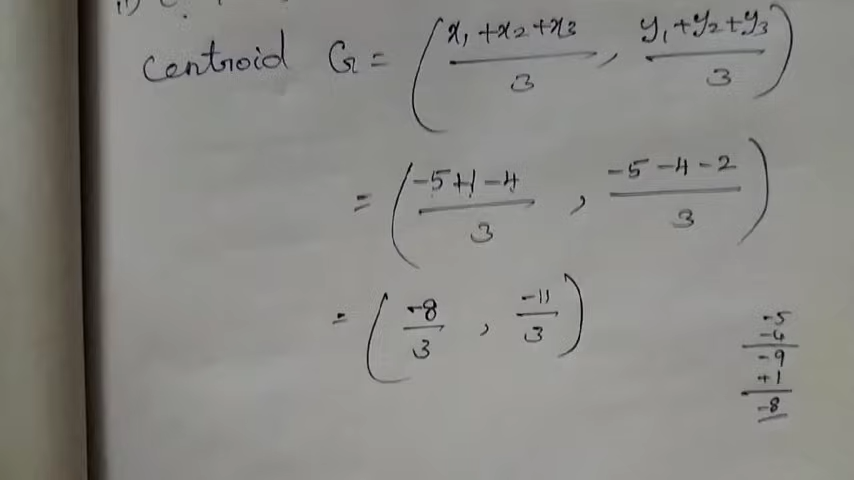 Centroid G = ( x₁ + x₂ + x₃ / 3 , y₁ + y₂ + y₃ / 3 )
= ( -5 + 1 - 4 / 3 , -5 - 4 - 2 / 3 )
= ( -8 / 3 , -11 / 3 )
-5
-4
-9
+1
-8